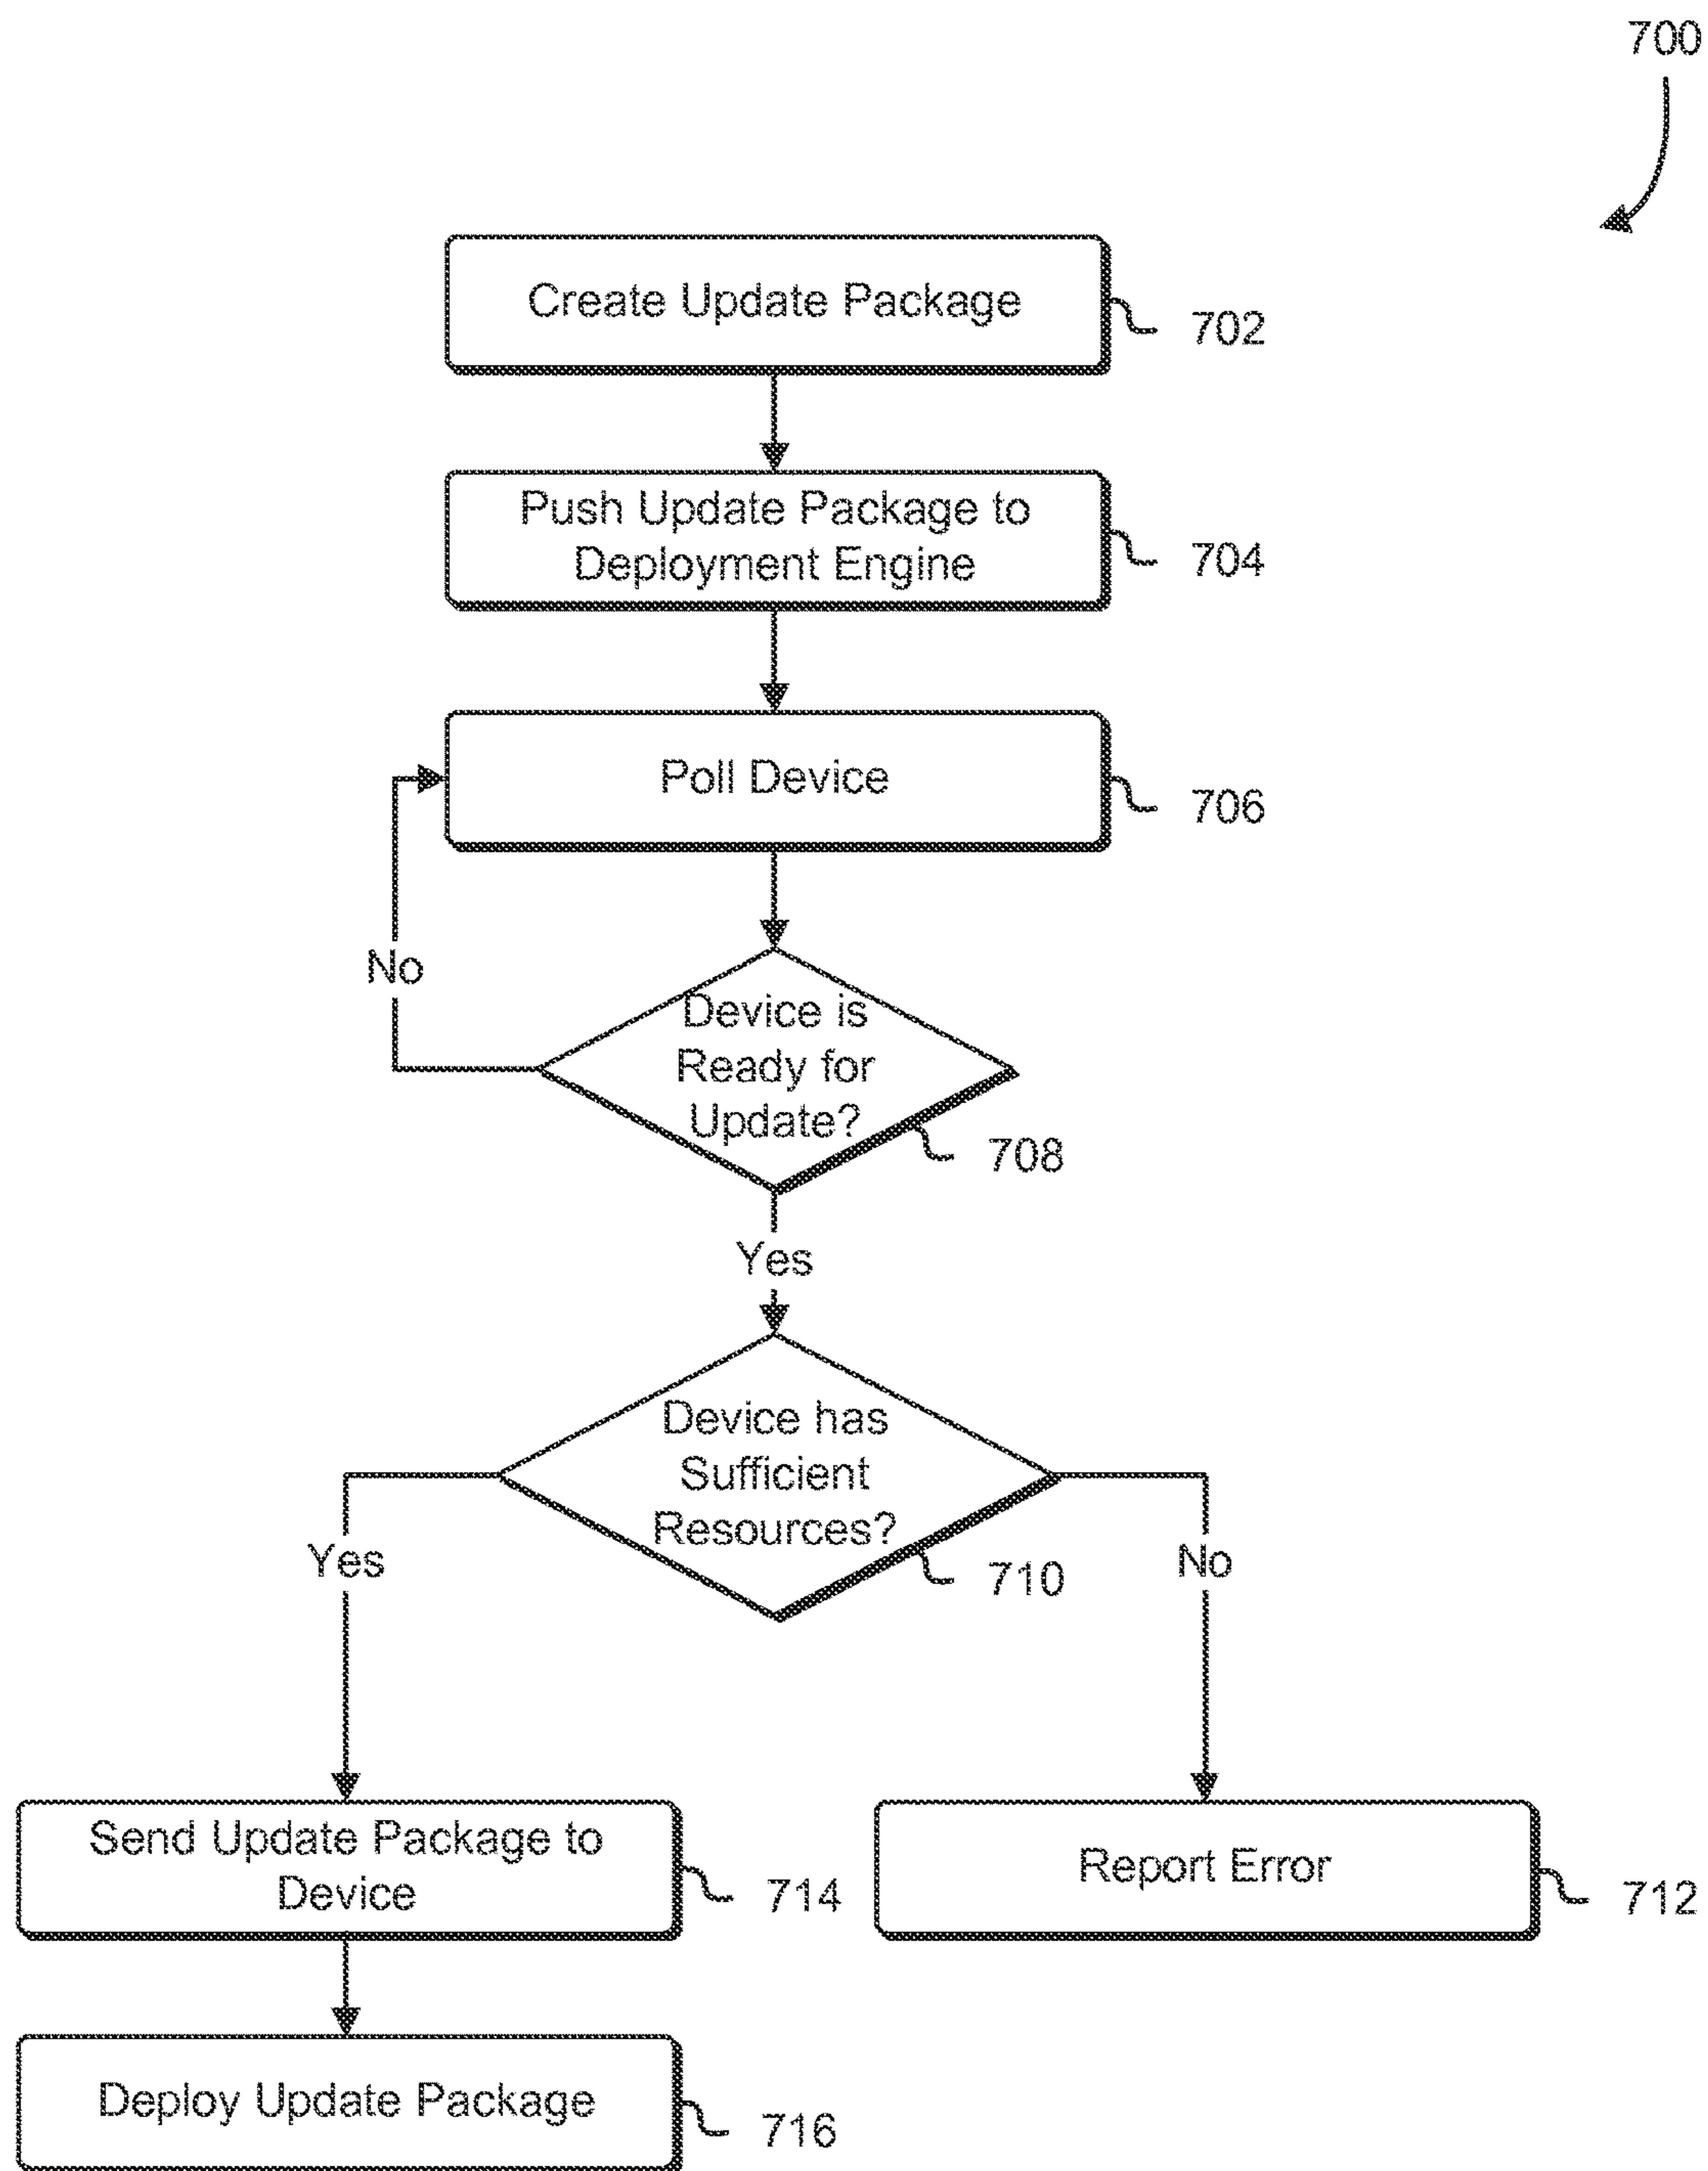 700
Create Update Package
702
Push Update Package to
Deployment Engine
704
Poll Device
706
No
Device is
Ready for
Update?
708
Yes
Device has
Sufficient
Resources?
710
Yes
No
Send Update Package to
Device
714
Report Error
712
Deploy Update Package
716